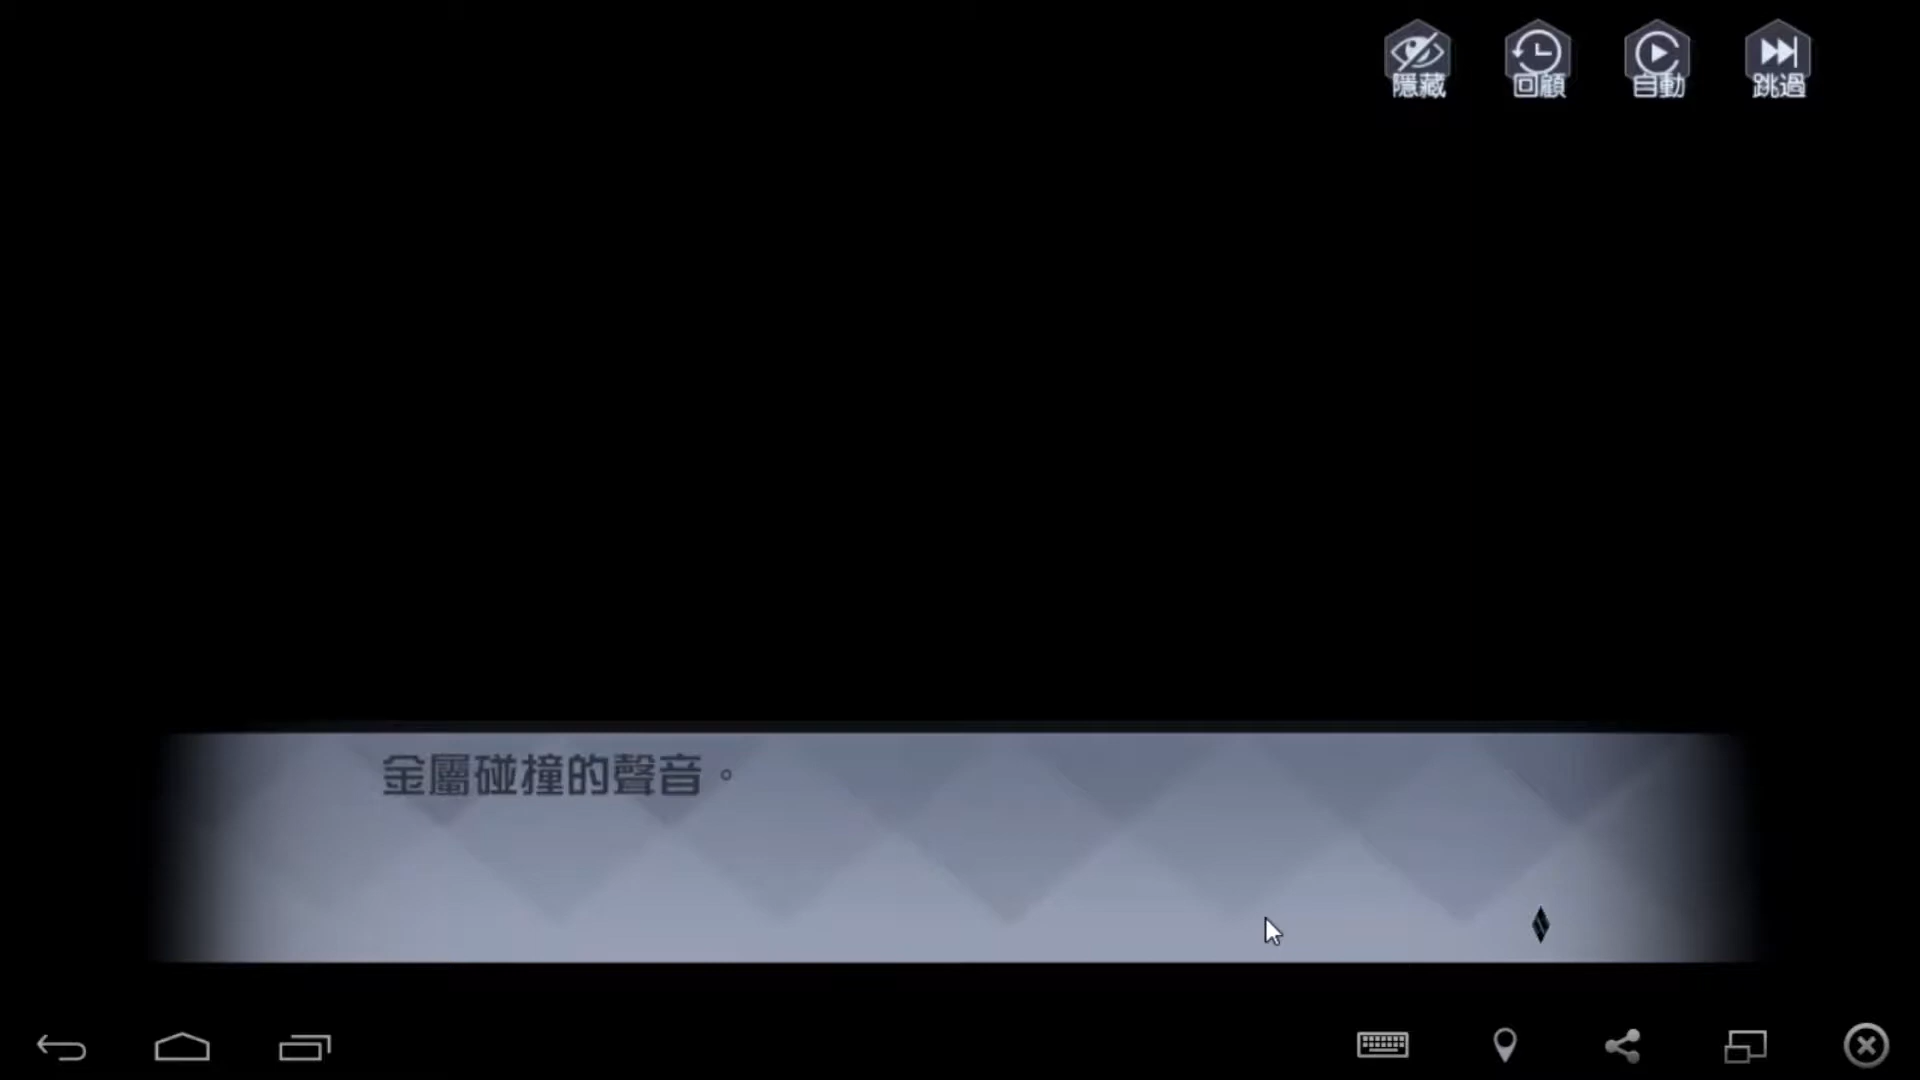 隱藏
回顧
自動
跳過
金屬碰撞的聲音。